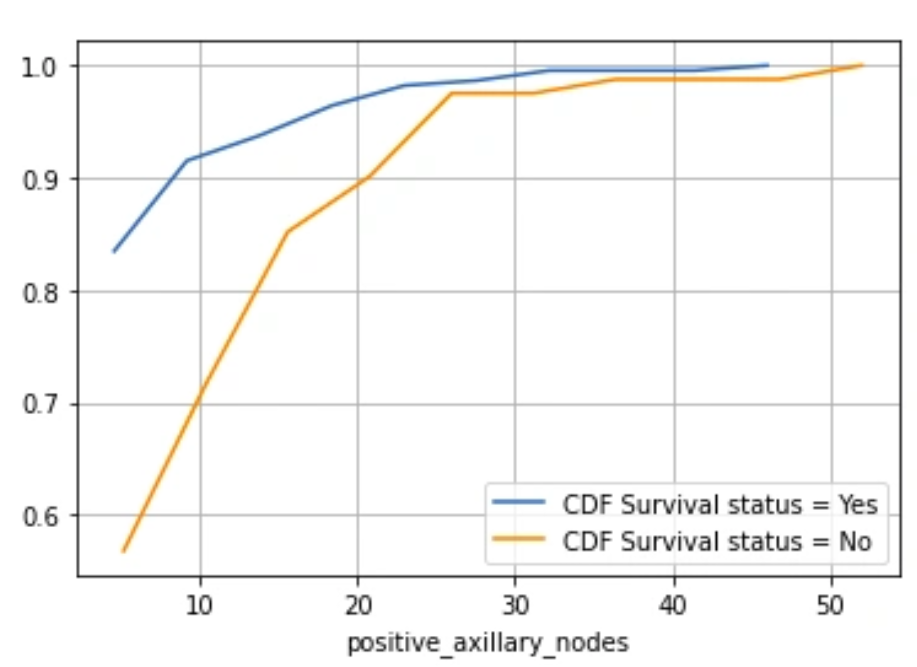 1.0
0.9
0.8
0.7
0.6
CDF Survival status = Yes
CDF Survival status = No
10 20 30 40 50
positive_axillary_nodes